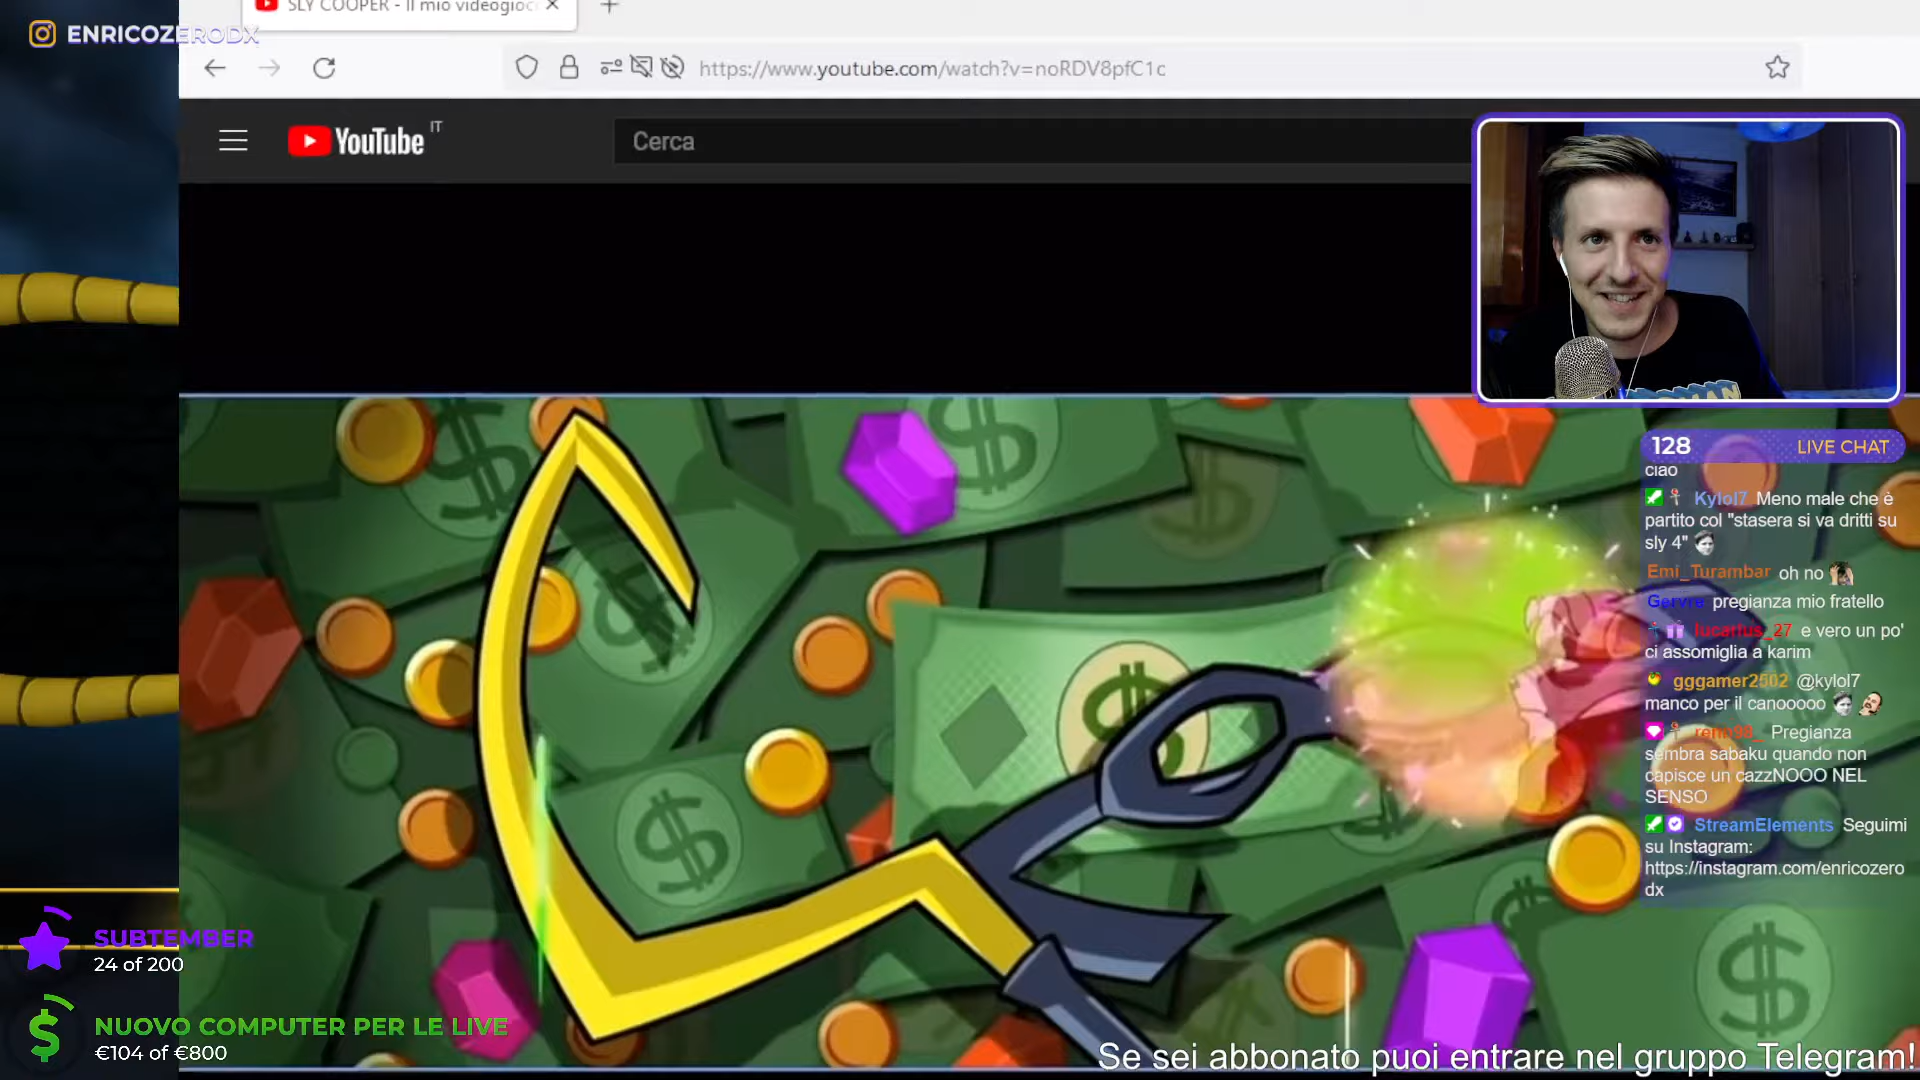 SLY COOPER - Il mio videogioc
ENRICOZERODX
https://www.youtube.com/watch?v=noRDV8pfC1c
YouTube IT
Cerca
128 LIVE CHAT
ciao
Kylol7 Meno male che è
partito col "stasera si va dritti su
sly 4"
Emi_Turambar oh no
Gervre pregianza mio fratello
lucarius_27 e vero un po'
ci assomiglia a karim
gggamer2502 @kylol7
manco per il canooooo
renn98_ Pregianza
sembra sabaku quando non
capisce un cazzNOOO NEL
SENSO
StreamElements Seguimi
su Instagram:
https://instagram.com/enricozero
dx
SUBTEMBER
24 of 200
NUOVO COMPUTER PER LE LIVE
€104 of €800
Se sei abbonato puoi entrare nel gruppo Telegram!